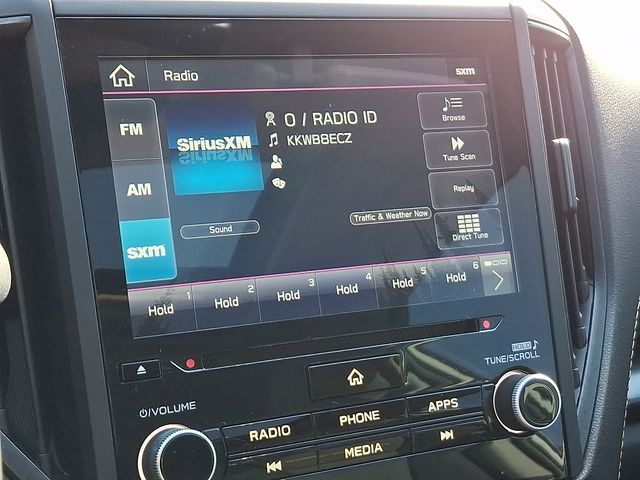 Radio
sxm
FM
AM
sxm
SiriusXM
0 / RADIO ID
KKWBBECZ
Sound
Traffic & Weather Now
Browse
Tune Scan
Replay
Direct Tune
1 Hold
2 Hold
3 Hold
4 Hold
5 Hold
6 Hold
HOLD
TUNE/SCROLL
VOLUME
RADIO
PHONE
APPS
MEDIA